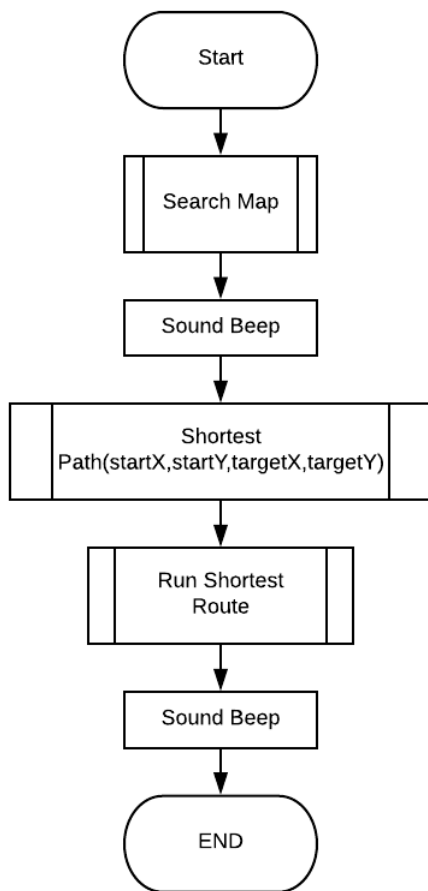 Start
Search Map
Sound Beep
Shortest
Path(startX,startY,targetX,targetY)
Run Shortest
Route
Sound Beep
END